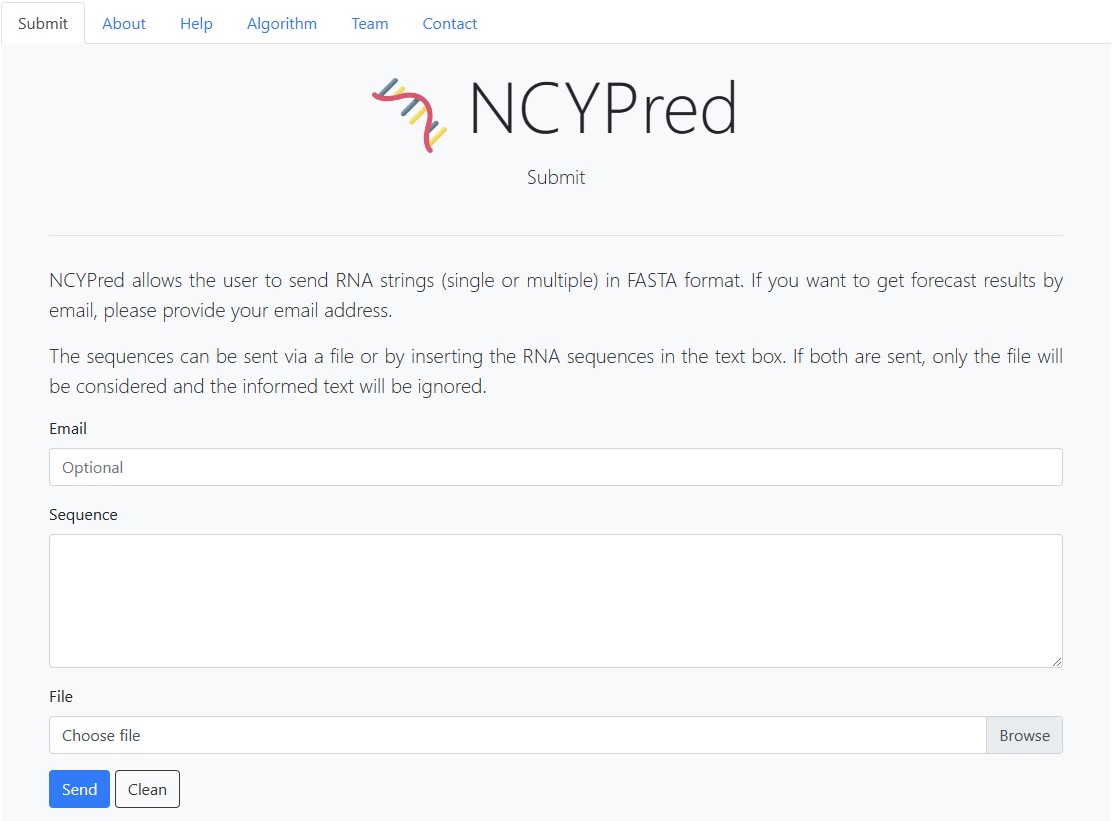 Submit About Help Algorithm Team Contact
NCYPred
Submit
NCYPred allows the user to send RNA strings (single or multiple) in FASTA format. If you want to get forecast results by
email, please provide your email address.
The sequences can be sent via a file or by inserting the RNA sequences in the text box. If both are sent, only the file will
be considered and the informed text will be ignored.
Email
Optional
Sequence
File
Choose file Browse
Send Clean